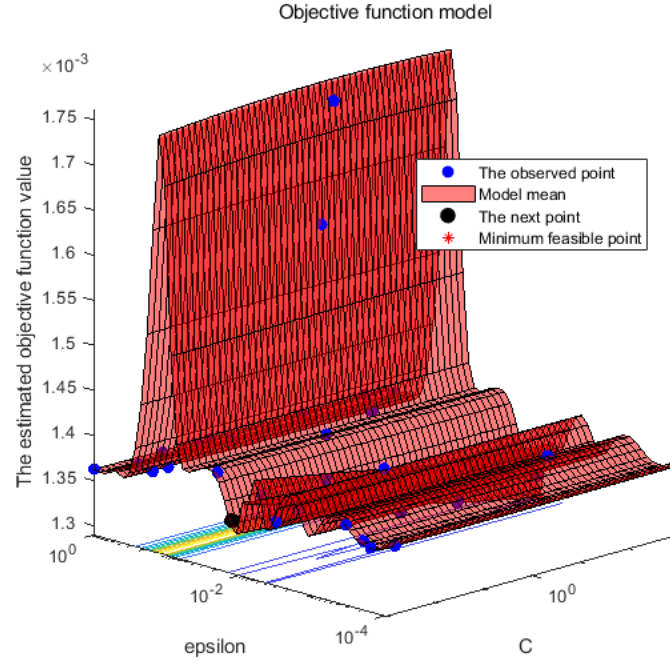 Objective function model
×10⁻³
1.75
1.7
1.65
1.6
1.55
1.5
1.45
1.4
1.35
1.3
The estimated objective function value
The observed point
Model mean
The next point
Minimum feasible point
10⁰
10⁻²
10⁻⁴
epsilon
10⁰
C